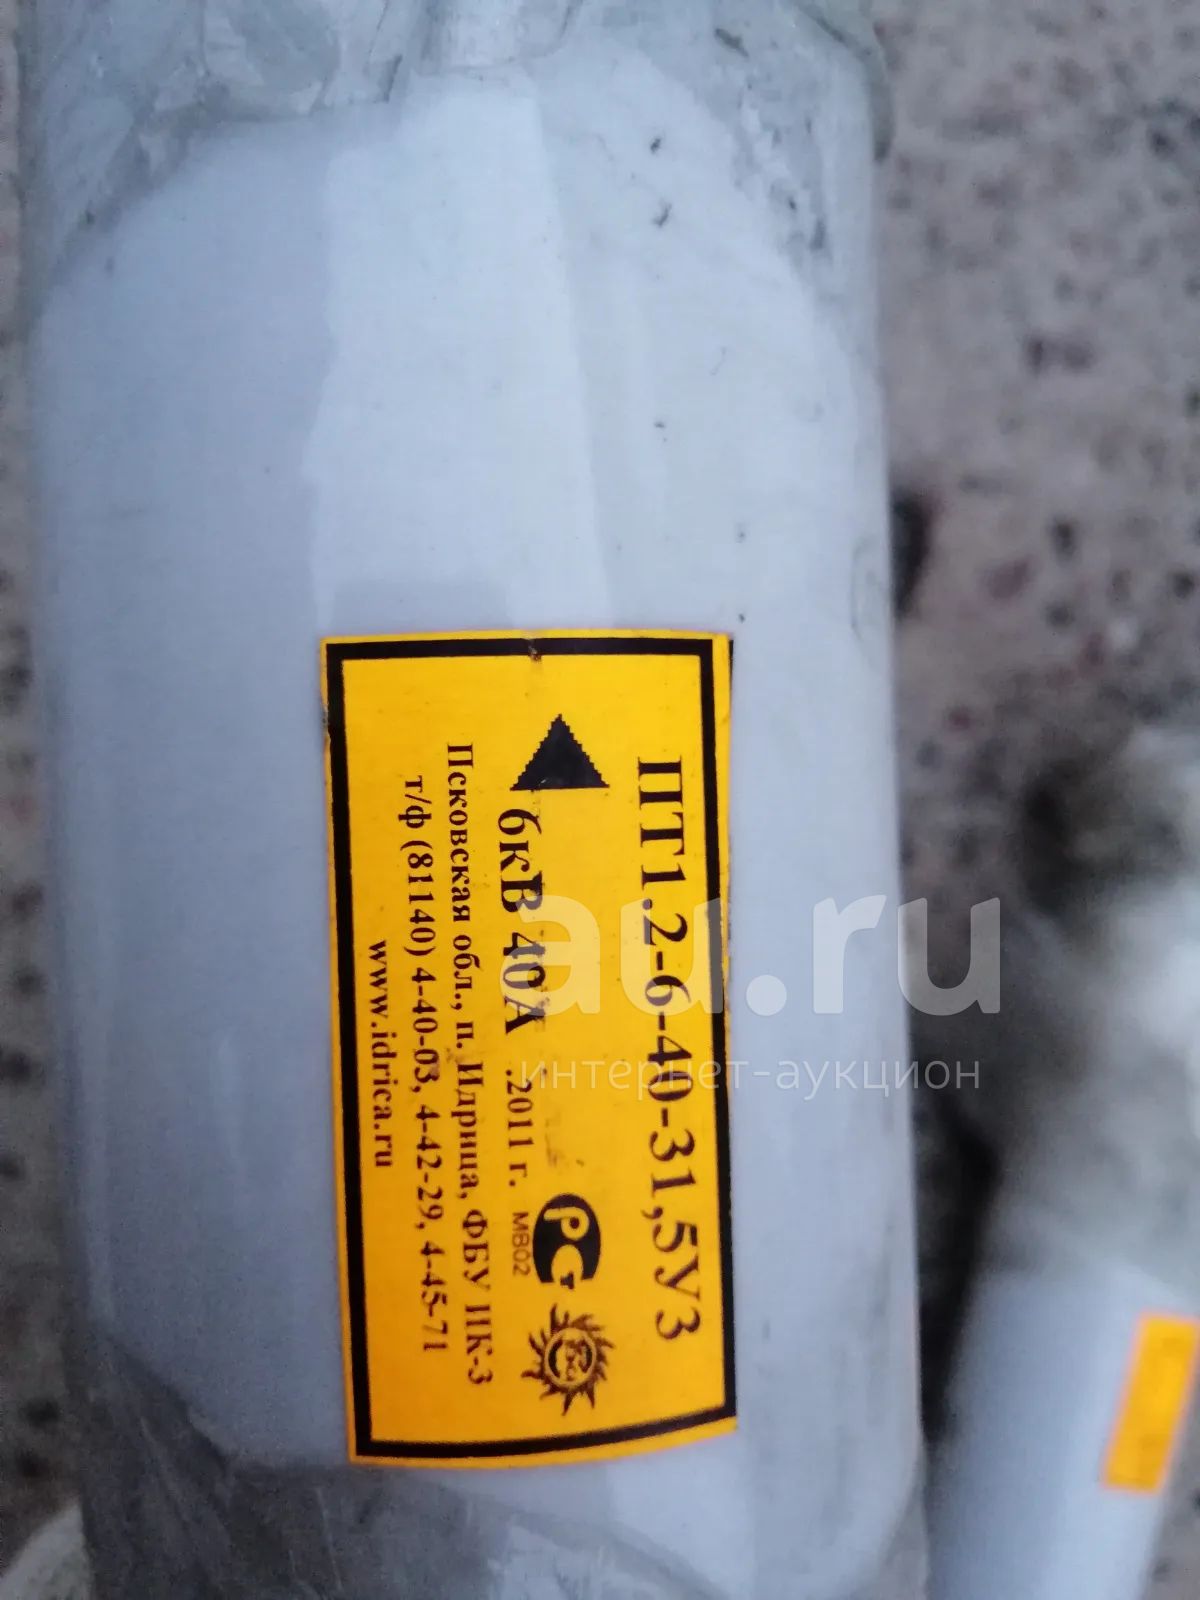 ПТ1.2-6-40-31,5У3
6кВ 40А .2011 г. МВ02
РСТ
Псковская обл., п. Идрица, ФБУ ИК-3
т/ф (81140) 4-40-03, 4-42-29, 4-45-71
www.idrica.ru
au.ru
интернет-аукцион